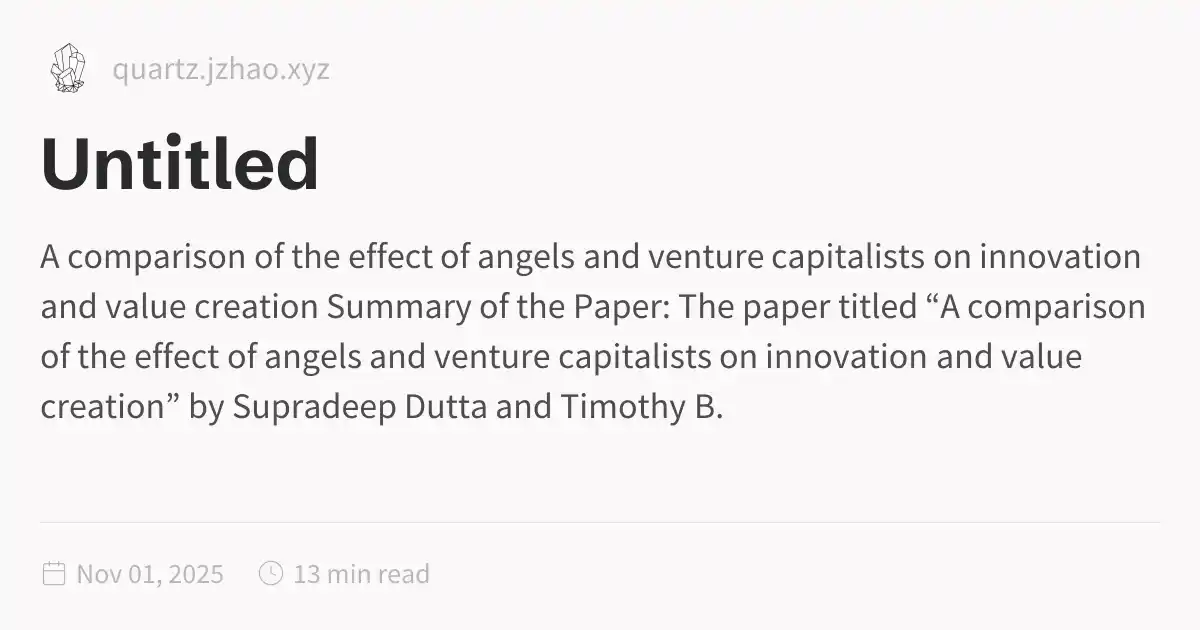 quartz.jzhao.xyz
Untitled
A comparison of the effect of angels and venture capitalists on innovation
and value creation Summary of the Paper: The paper titled “A comparison
of the effect of angels and venture capitalists on innovation and value
creation” by Supradeep Dutta and Timothy B.
Nov 01, 2025 13 min read